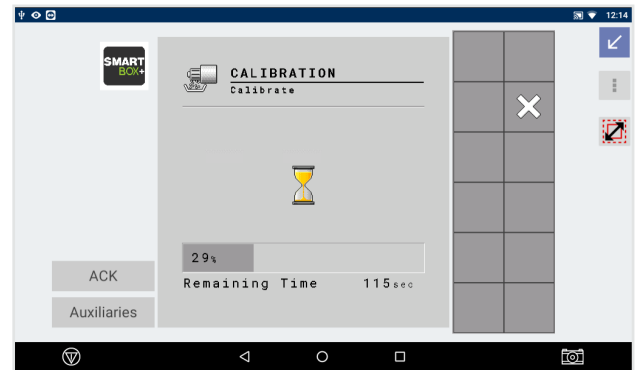 12:14
SMART
BOX+
CALIBRATION
Calibrate
29%
Remaining Time 115sec
ACK
Auxiliaries